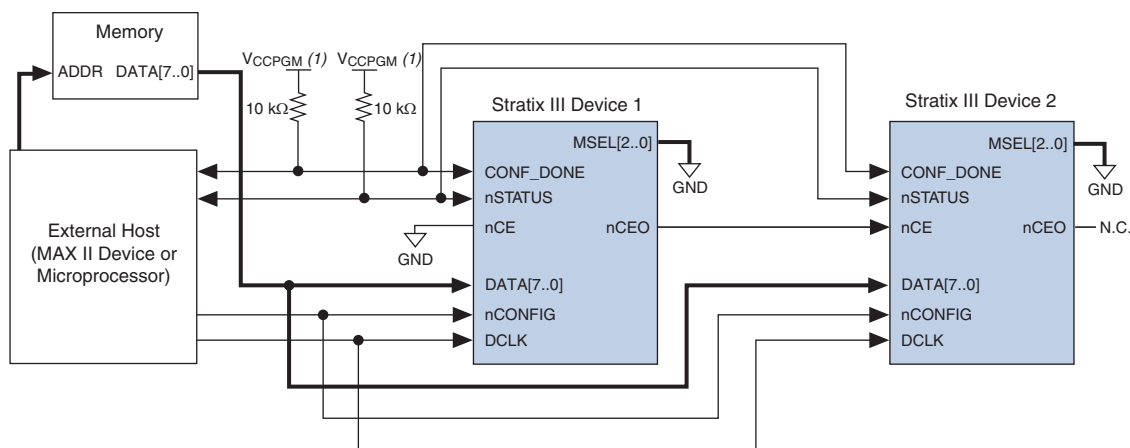 Memory
ADDR DATA[7..0]
VCCPGM (1) VCCPGM (1)
10 kΩ 10 kΩ
Stratix III Device 1
Stratix III Device 2
External Host
(MAX II Device or
Microprocessor)
MSEL[2..0]
GND
CONF_DONE
nSTATUS
nCE nCEO
GND
DATA[7..0]
nCONFIG
DCLK
MSEL[2..0]
GND
CONF_DONE
nSTATUS
nCE nCEO N.C.
DATA[7..0]
nCONFIG
DCLK